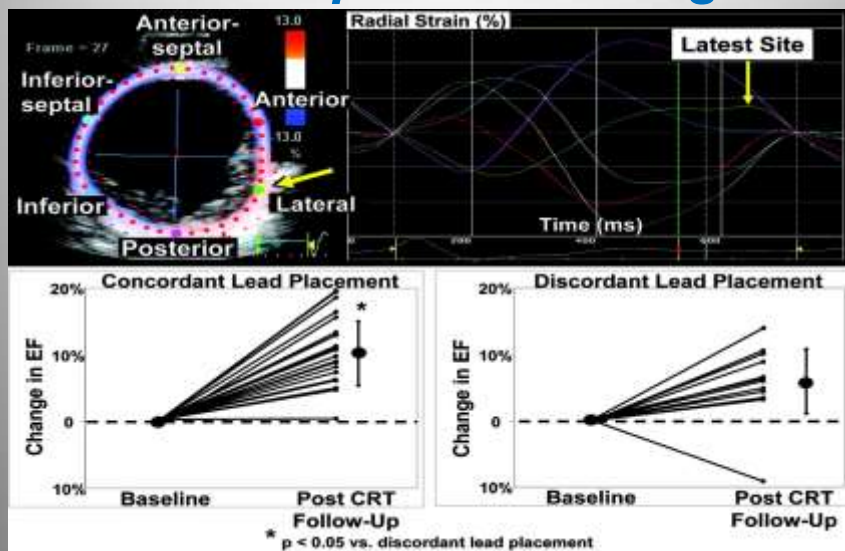 Anterior-
septal
Frame = 27
13.0
Inferior-
septal
Anterior
13.0
%
Inferior
Lateral
Posterior
Radial Strain (%)
Latest Site
Time (ms)
200
400
600
Concordant Lead Placement
20%
*
10%
0
10%
Change in EF
Baseline
Post CRT
Follow-Up
Discordant Lead Placement
20%
10%
0
10%
Change in EF
Baseline
Post CRT
Follow-Up
* p < 0.05 vs. discordant lead placement